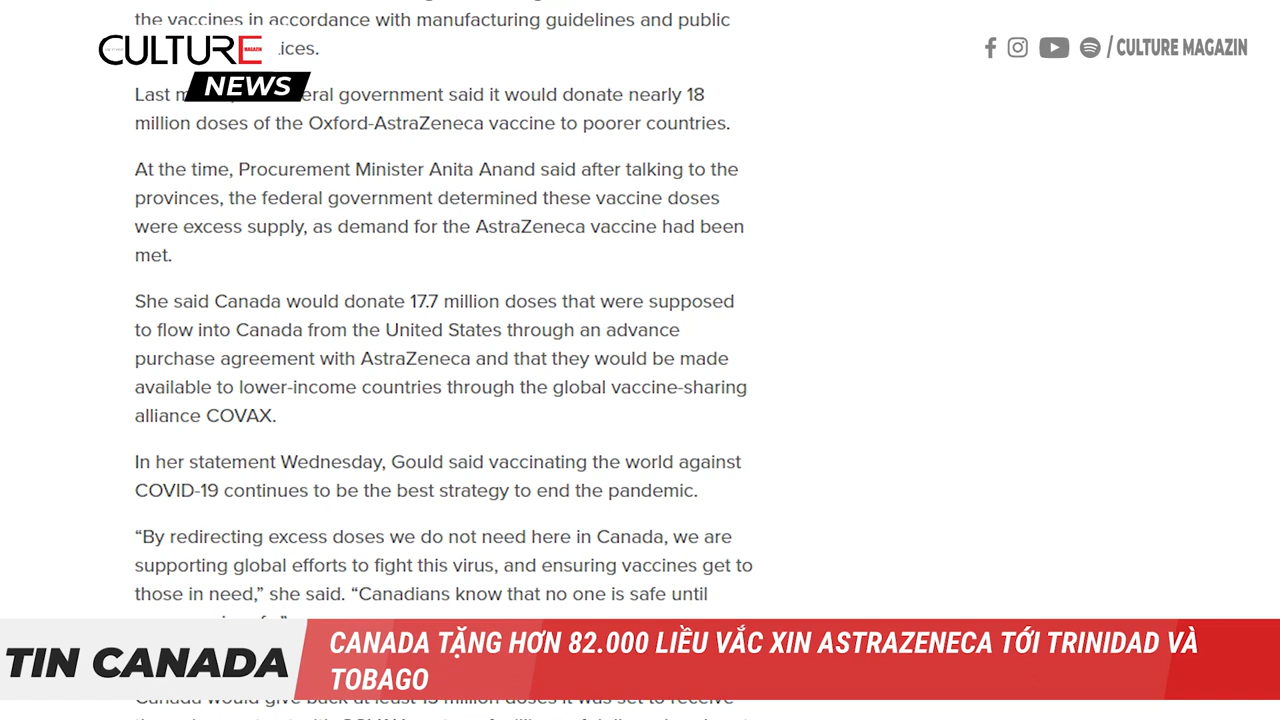 the vaccines in accordance with manufacturing guidelines and public
CULTURE
MAGAZIN
ices.
/ CULTURE MAGAZIN
NEWS
Last eral government said it would donate nearly 18
million doses of the Oxford-AstraZeneca vaccine to poorer countries.
At the time, Procurement Minister Anita Anand said after talking to the
provinces, the federal government determined these vaccine doses
were excess supply, as demand for the AstraZeneca vaccine had been
met.
She said Canada would donate 17.7 million doses that were supposed
to flow into Canada from the United States through an advance
purchase agreement with AstraZeneca and that they would be made
available to lower-income countries through the global vaccine-sharing
alliance COVAX.
In her statement Wednesday, Gould said vaccinating the world against
COVID-19 continues to be the best strategy to end the pandemic.
“By redirecting excess doses we do not need here in Canada, we are
supporting global efforts to fight this virus, and ensuring vaccines get to
those in need,” she said. “Canadians know that no one is safe until
TIN CANADA
CANADA TẶNG HƠN 82.000 LIỀU VẮC XIN ASTRAZENECA TỚI TRINIDAD VÀ
TOBAGO